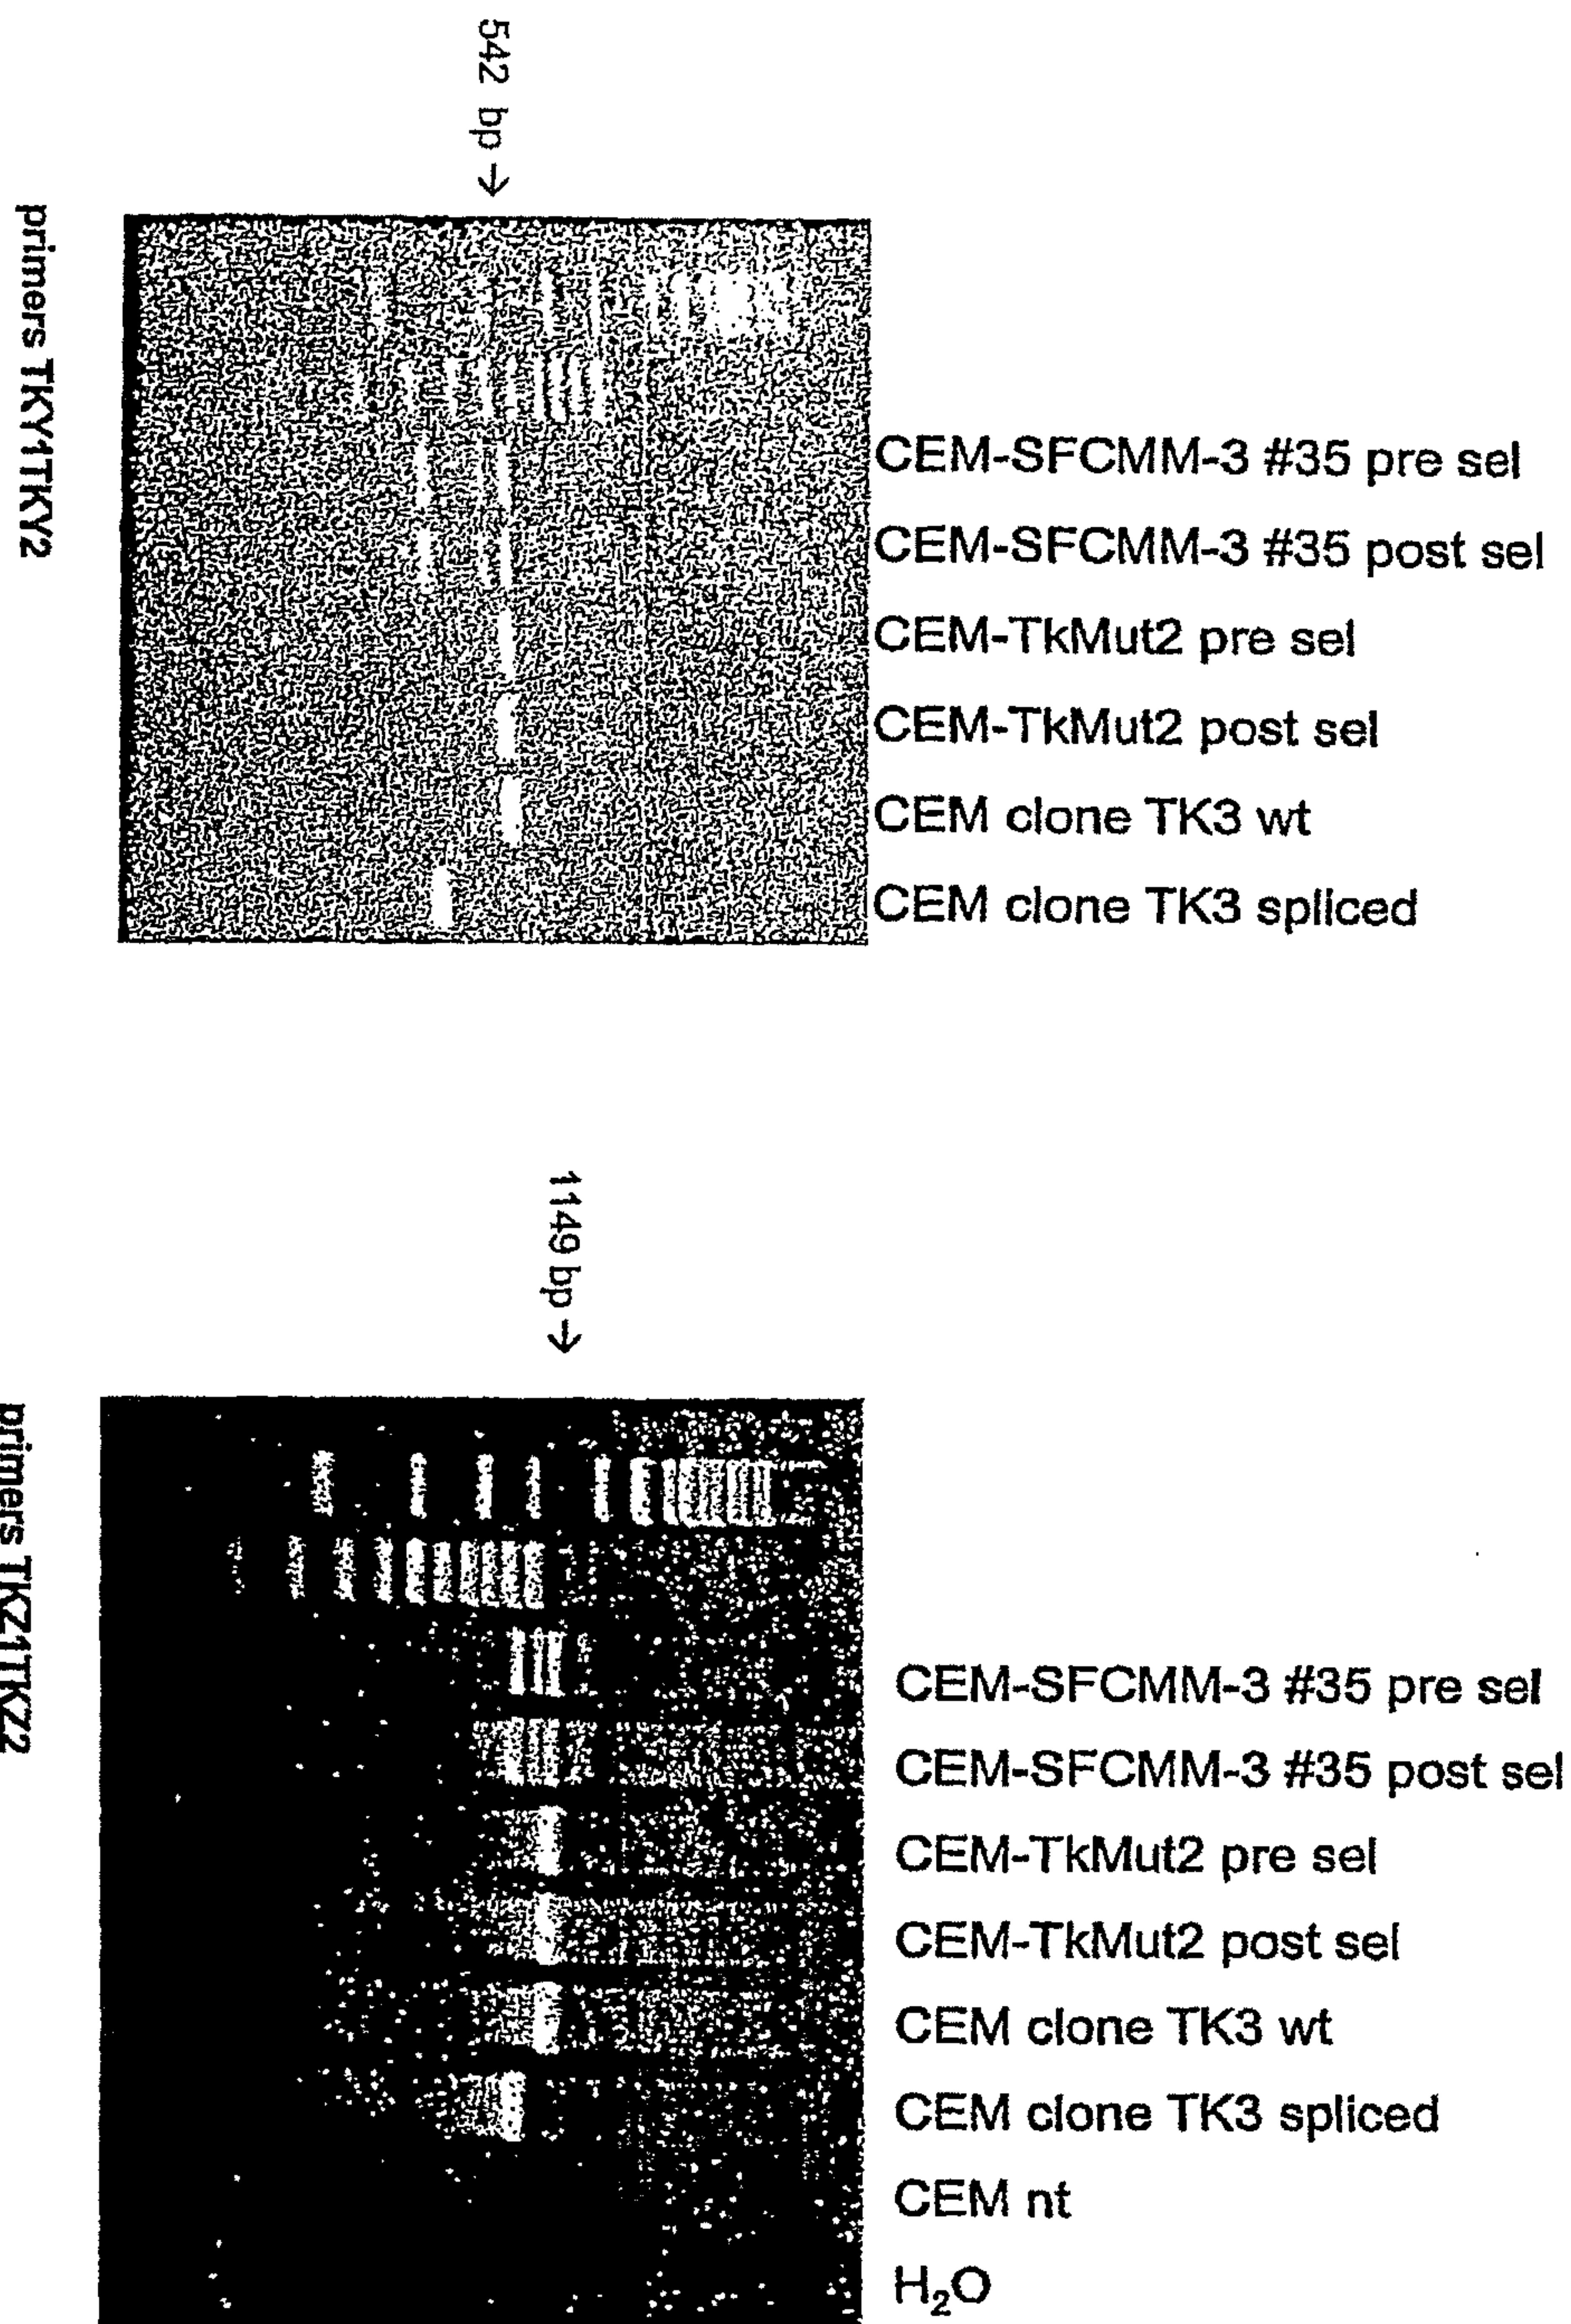 542 bp →
primers TKY1TKY2
CEM-SFCMM-3 #35 pre sel
CEM-SFCMM-3 #35 post sel
CEM-TkMut2 pre sel
CEM-TkMut2 post sel
CEM clone TK3 wt
CEM clone TK3 spliced
1149 bp →
primers TKZ1TKZ2
CEM-SFCMM-3 #35 pre sel
CEM-SFCMM-3 #35 post sel
CEM-TkMut2 pre sel
CEM-TkMut2 post sel
CEM clone TK3 wt
CEM clone TK3 spliced
CEM nt
H₂O